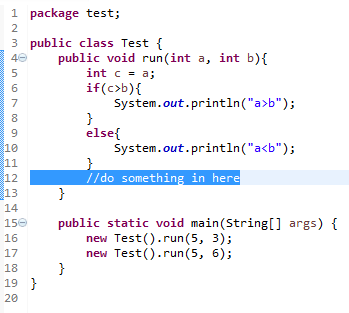 1 package test;
2
3 public class Test {
4 public void run(int a, int b){
5 int c = a;
6 if(c>b){
7 System.out.println("a>b");
8 }
9 else{
10 System.out.println("a<b");
11 }
12 //do something in here
13 }
14
15 public static void main(String[] args) {
16 new Test().run(5, 3);
17 new Test().run(5, 6);
18 }
19 }
20